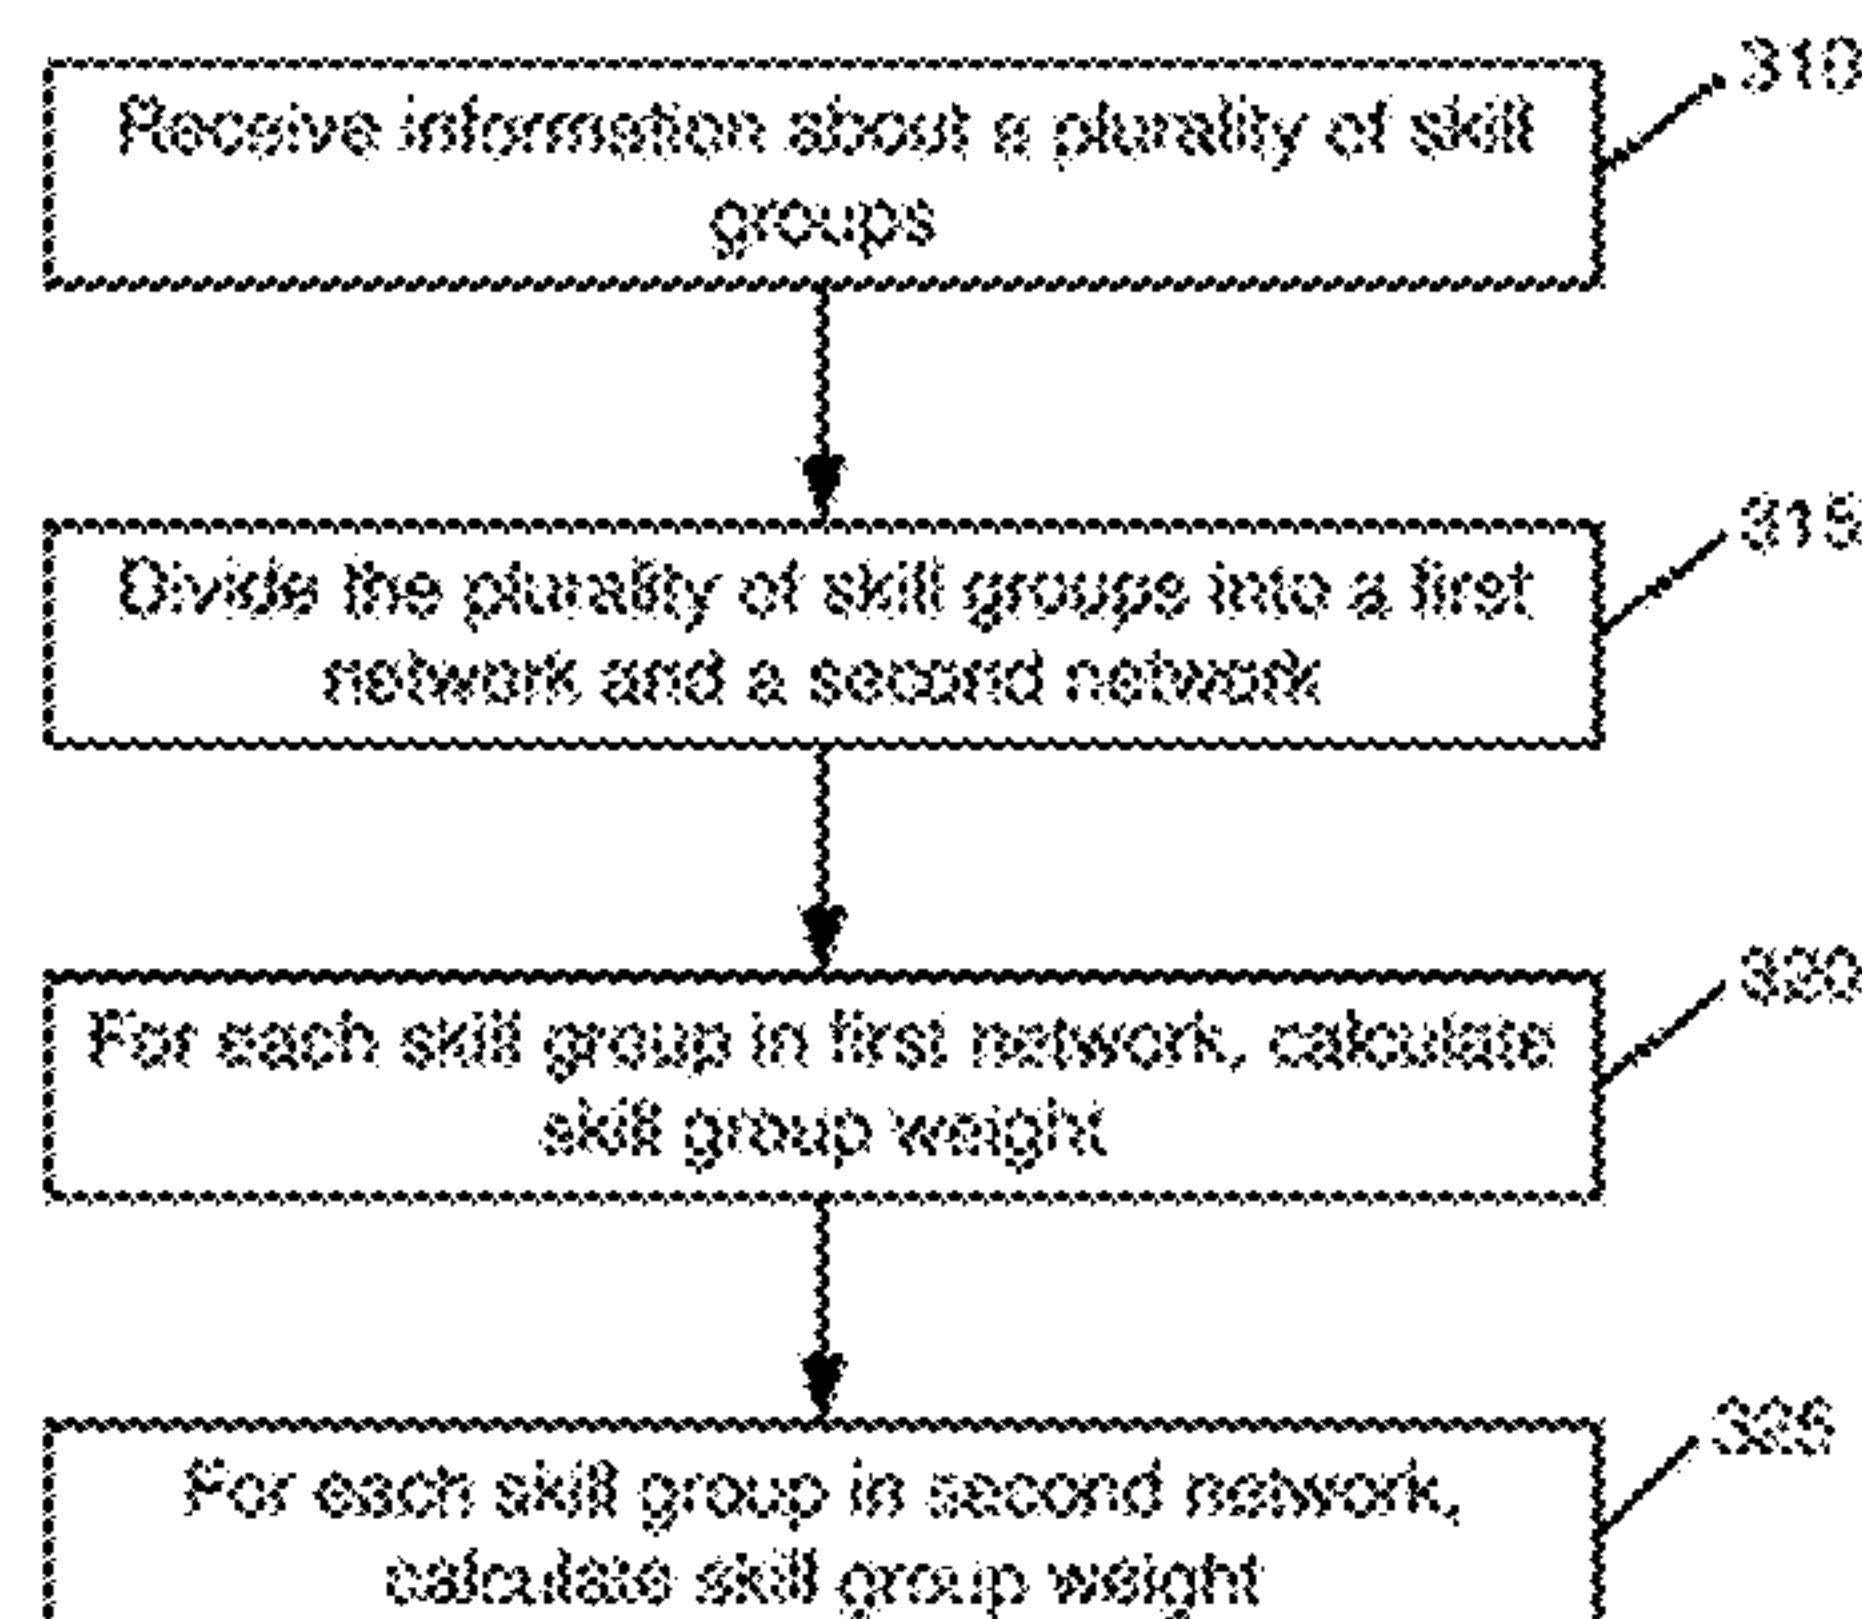 310
Receive information about a plurality of skill
groups
315
Divide the plurality of skill groups into a first
network and a second network
320
For each skill group in first network, calculate
skill group weight
325
For each skill group in second network,
calculate skill group weight